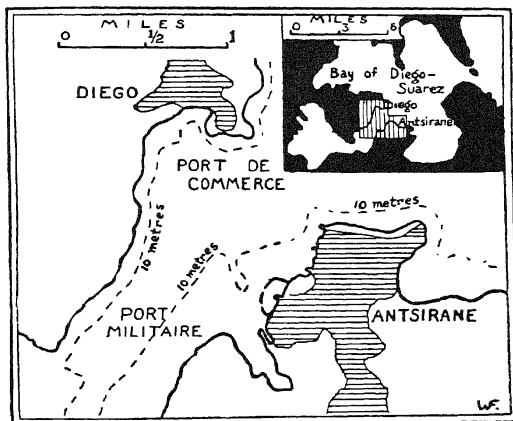 MILES
0 1/2 1
MILES
0 3 6
Bay of Diego-
Suarez
Diego
Antsirane
DIEGO
PORT DE
COMMERCE
10 metres
10 metres
10 metres
PORT
MILITAIRE
ANTSIRANE